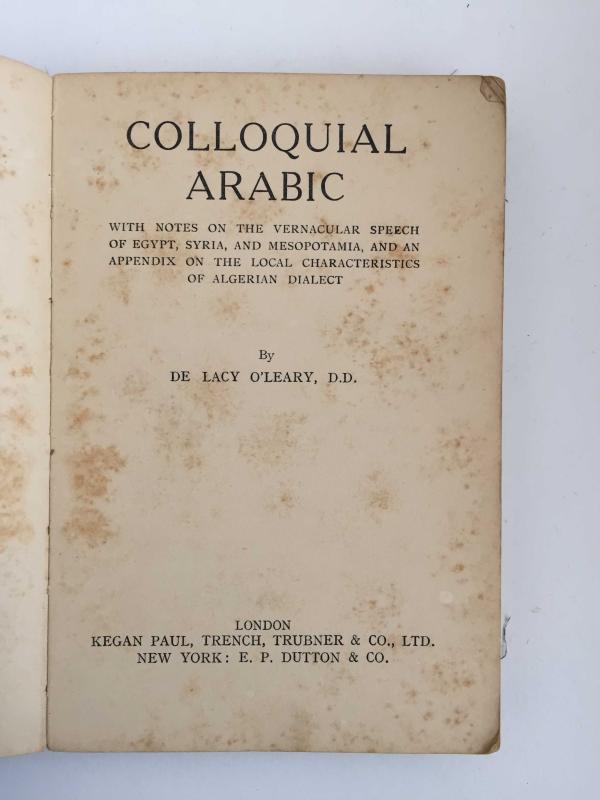 COLLOQUIAL
ARABIC
WITH NOTES ON THE VERNACULAR SPEECH
OF EGYPT, SYRIA, AND MESOPOTAMIA, AND AN
APPENDIX ON THE LOCAL CHARACTERISTICS
OF ALGERIAN DIALECT
By
DE LACY O'LEARY, D.D.
LONDON
KEGAN PAUL, TRENCH, TRUBNER & CO., LTD.
NEW YORK: E. P. DUTTON & CO.